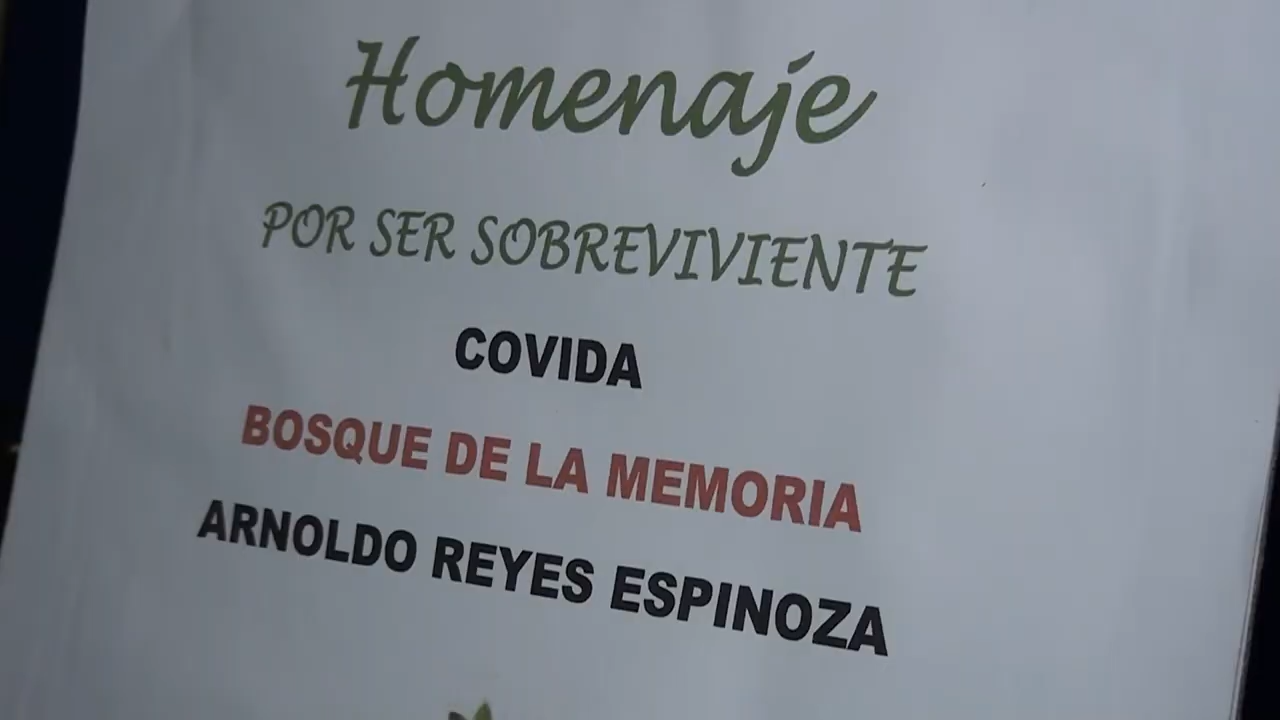 Homenaje
POR SER SOBREVIVIENTE
COVIDA
BOSQUE DE LA MEMORIA
ARNOLDO REYES ESPINOZA